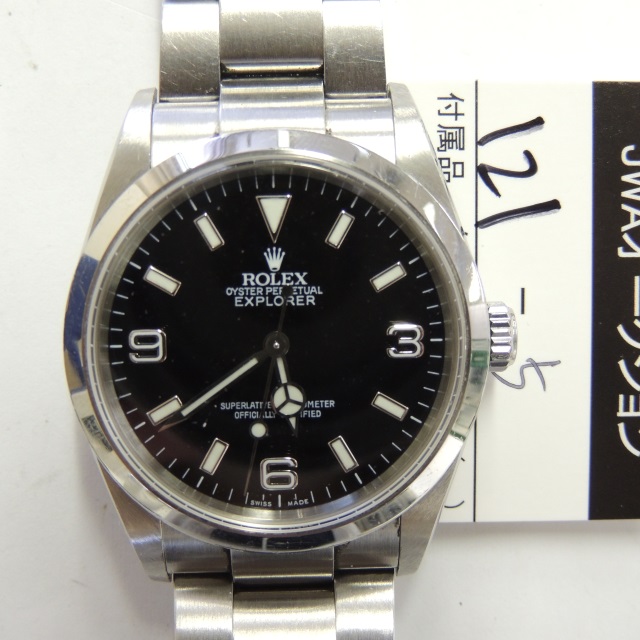 ROLEX
OYSTER PERPETUAL
EXPLORER
9
3
SUPERLATIVE CHRONOMETER
OFFICIALLY CERTIFIED
6
SWISS MADE
付属品
121
JWAオークション